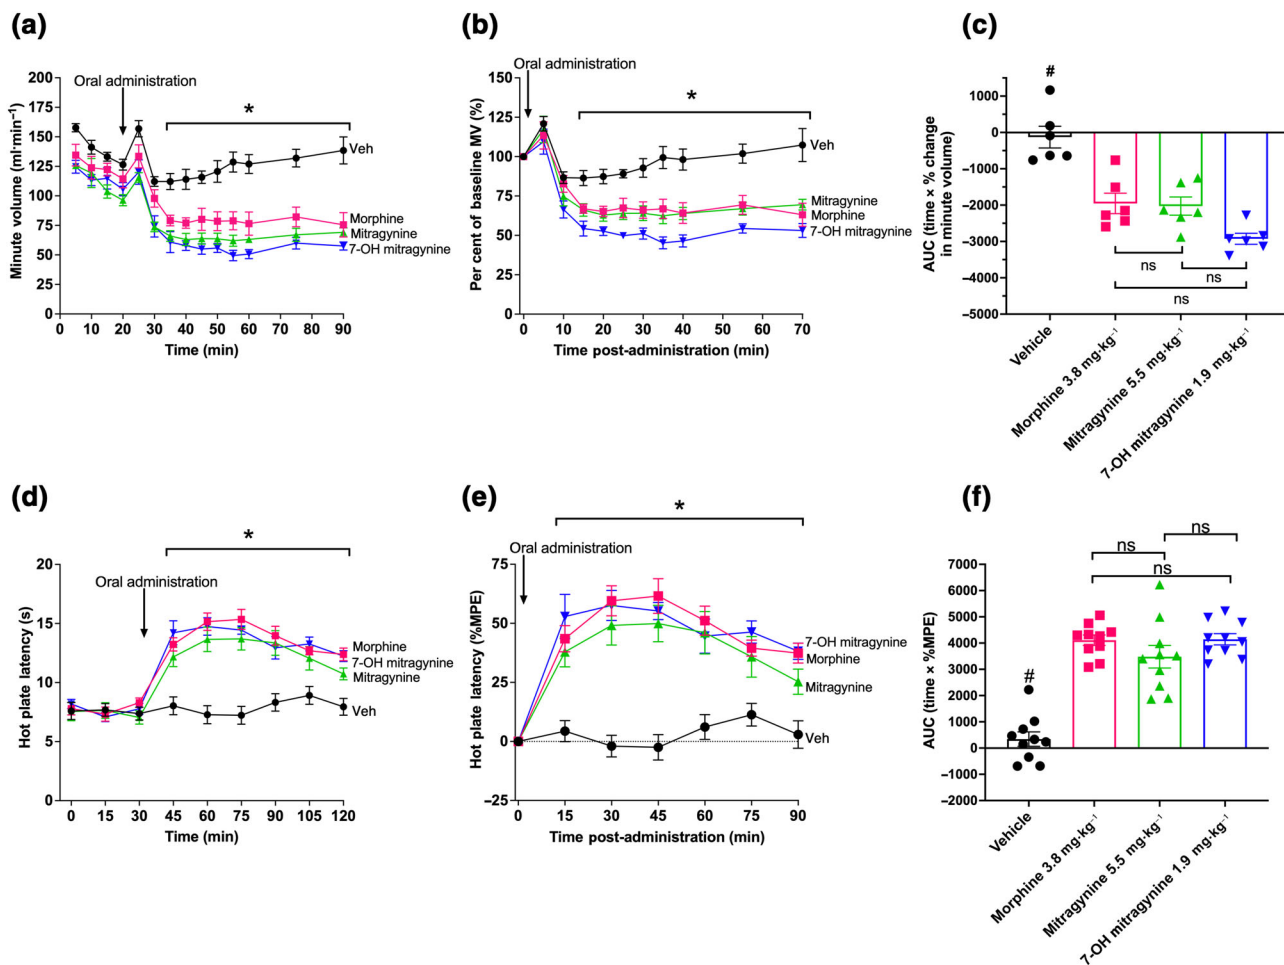 (a)
Oral administration
*
Veh
Morphine
Mitragynine
7-OH mitragynine
Minute volume (ml·min⁻¹)
200
175
150
125
100
75
50
25
0
0 10 20 30 40 50 60 70 80 90
Time (min)
(b)
Oral administration
*
Veh
Mitragynine
Morphine
7-OH mitragynine
Per cent of baseline MV (%)
150
125
100
75
50
25
0
0 10 20 30 40 50 60 70
Time post-administration (min)
(c)
#
AUC (time × % change
in minute volume)
1000
0
−1000
−2000
−3000
−4000
−5000
ns
ns
ns
Vehicle
Morphine 3.8 mg·kg⁻¹
Mitragynine 5.5 mg·kg⁻¹
7-OH mitragynine 1.9 mg·kg⁻¹
(d)
*
Oral administration
Morphine
7-OH mitragynine
Mitragynine
Veh
Hot plate latency (s)
20
15
10
5
0
0 15 30 45 60 75 90 105 120
Time (min)
(e)
*
Oral administration
7-OH mitragynine
Morphine
Mitragynine
Veh
Hot plate latency (%MPE)
75
50
25
0
−25
0 15 30 45 60 75 90
Time post-administration (min)
(f)
ns
ns
ns
#
AUC (time × %MPE)
7000
6000
5000
4000
3000
2000
1000
0
−1000
−2000
Vehicle
Morphine 3.8 mg·kg⁻¹
Mitragynine 5.5 mg·kg⁻¹
7-OH mitragynine 1.9 mg·kg⁻¹